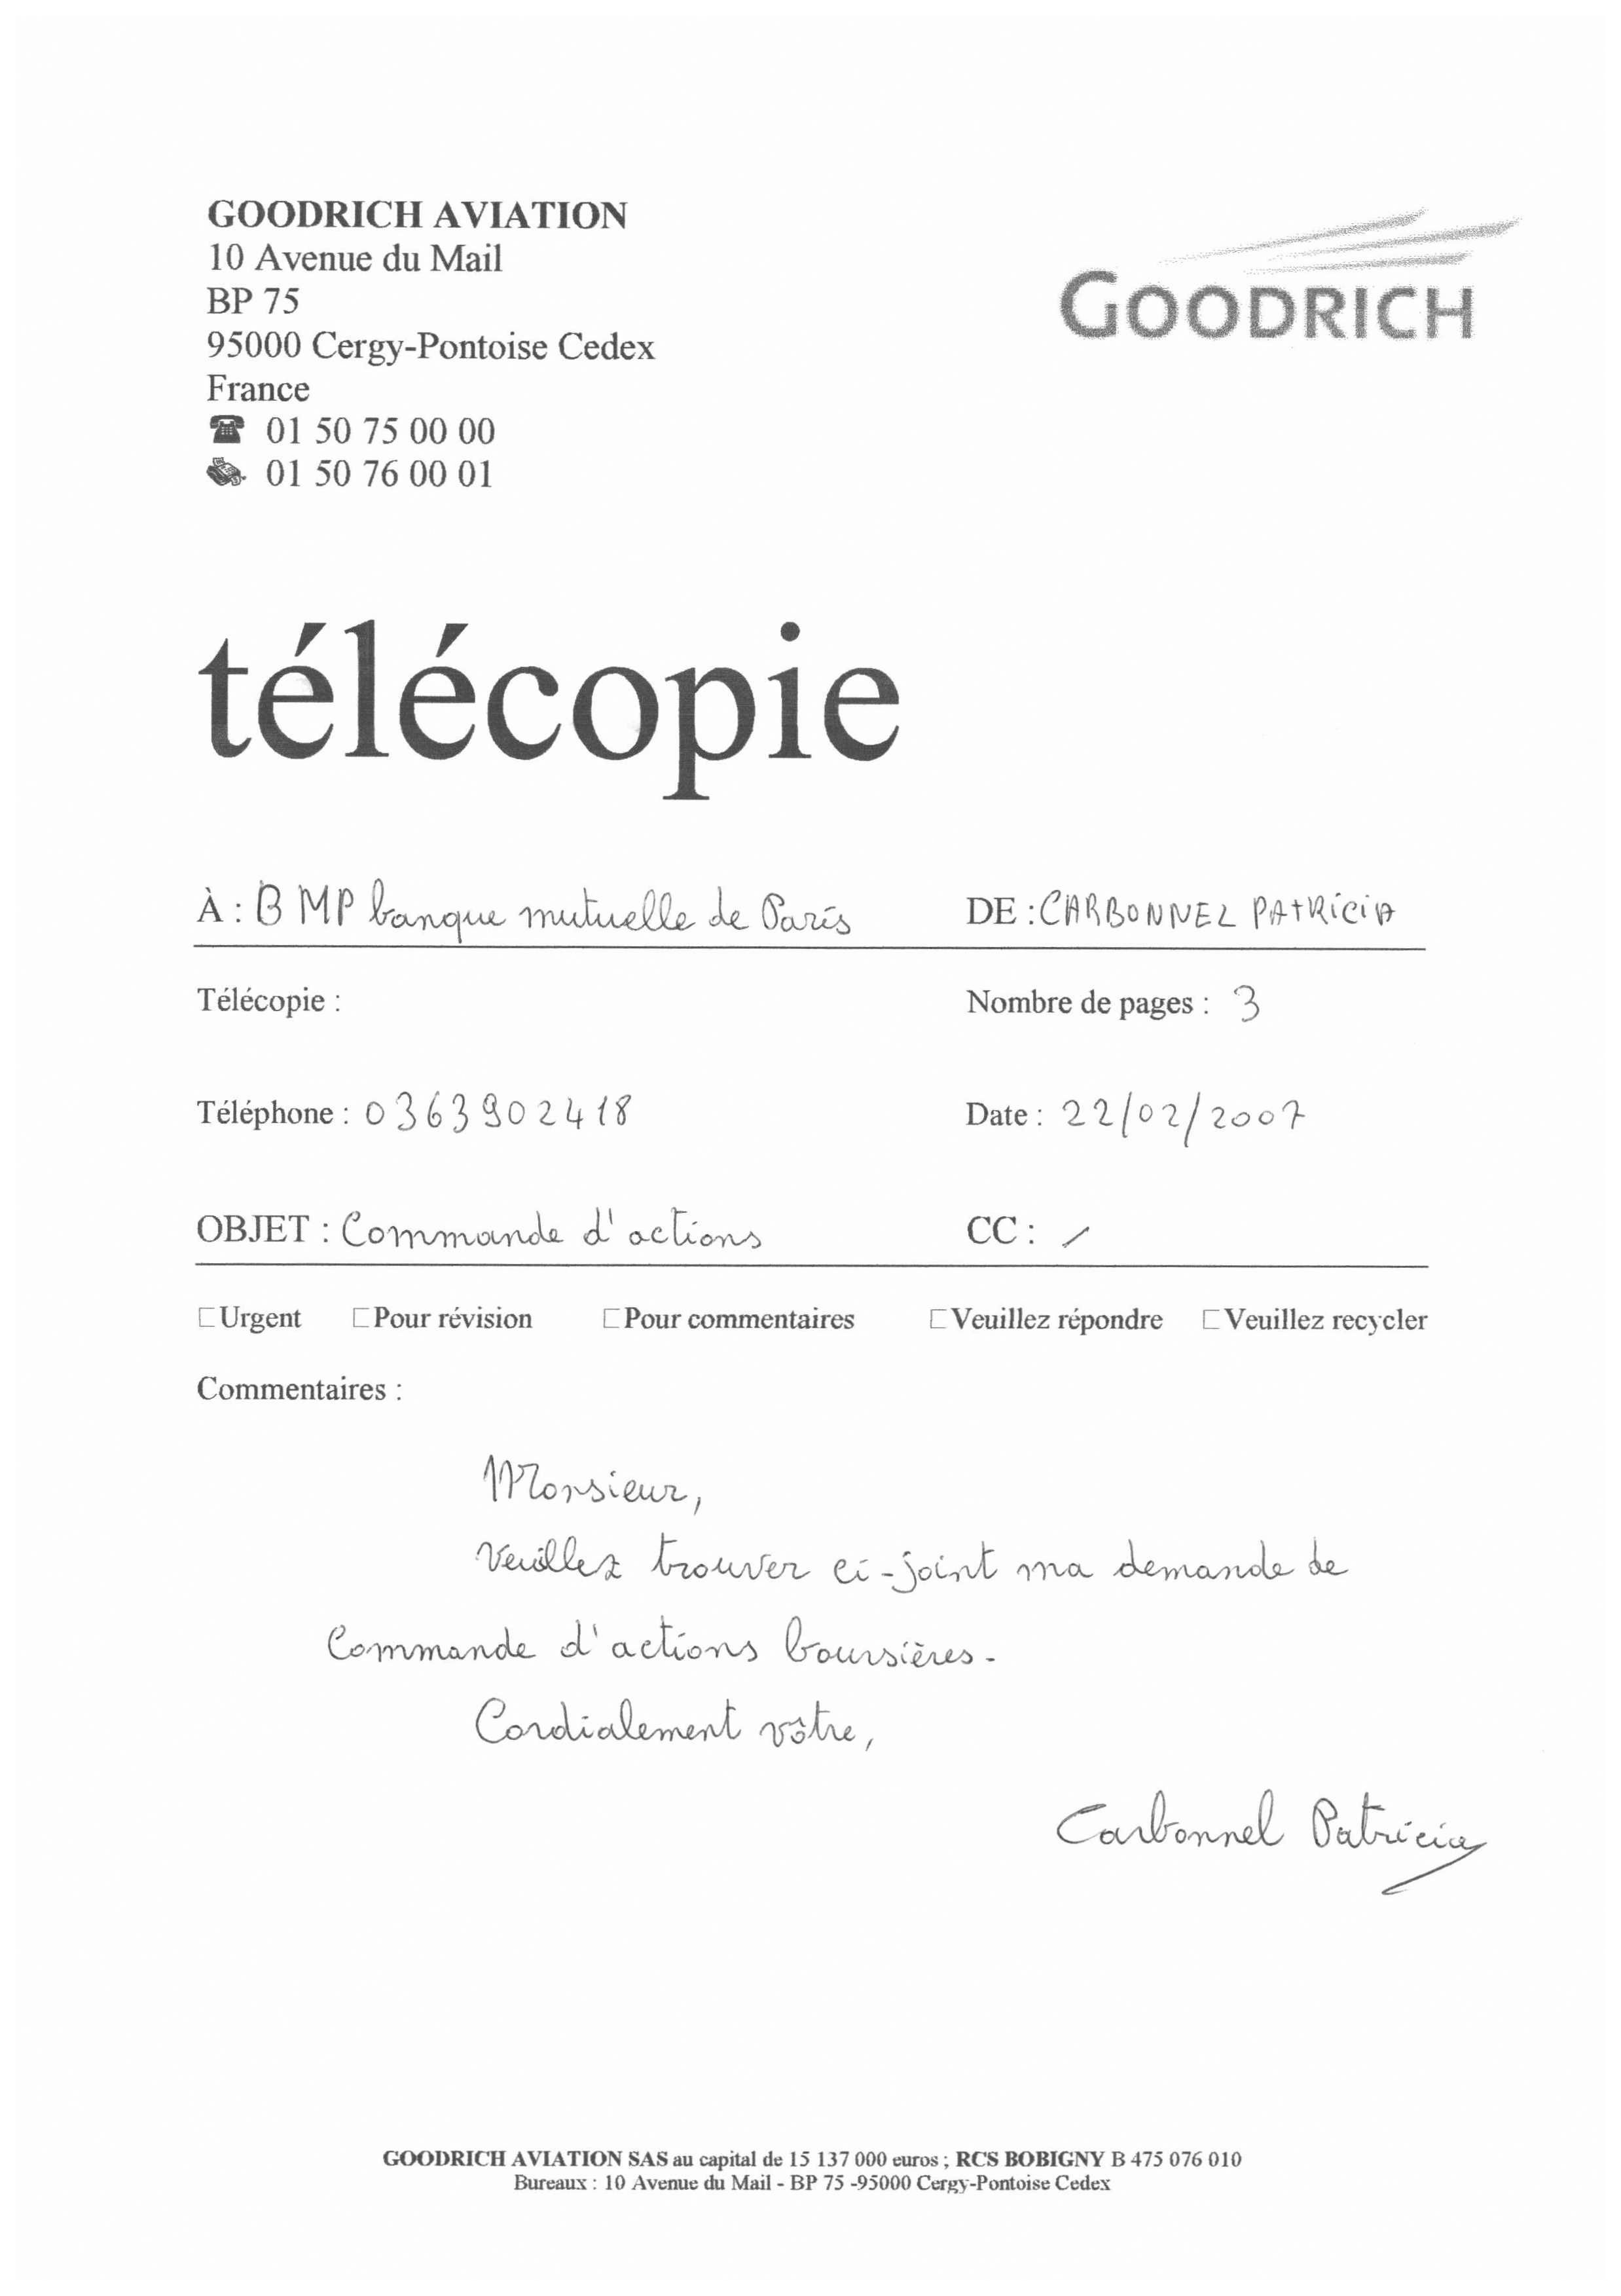 GOODRICH AVIATION
10 Avenue du Mail
BP 75
95000 Cergy-Pontoise Cedex
France
01 50 75 00 00
01 50 76 00 01
GOODRICH
télécopie
À : BMP banque mutuelle de Paris DE : CARBONNEL PATRICIA
Télécopie : Nombre de pages : 3
Téléphone : 0363902418 Date : 22/02/2007
OBJET : Commande d'actions CC : /
Urgent Pour révision Pour commentaires Veuillez répondre Veuillez recycler
Commentaires :
Monsieur,
Veuillez trouver ci-joint ma demande de
Commande d'actions boursières.
Cordialement vôtre,
Carbonnel Patricia
GOODRICH AVIATION SAS au capital de 15 137 000 euros ; RCS BOBIGNY B 475 076 010
Bureaux : 10 Avenue du Mail - BP 75 -95000 Cergy-Pontoise Cedex